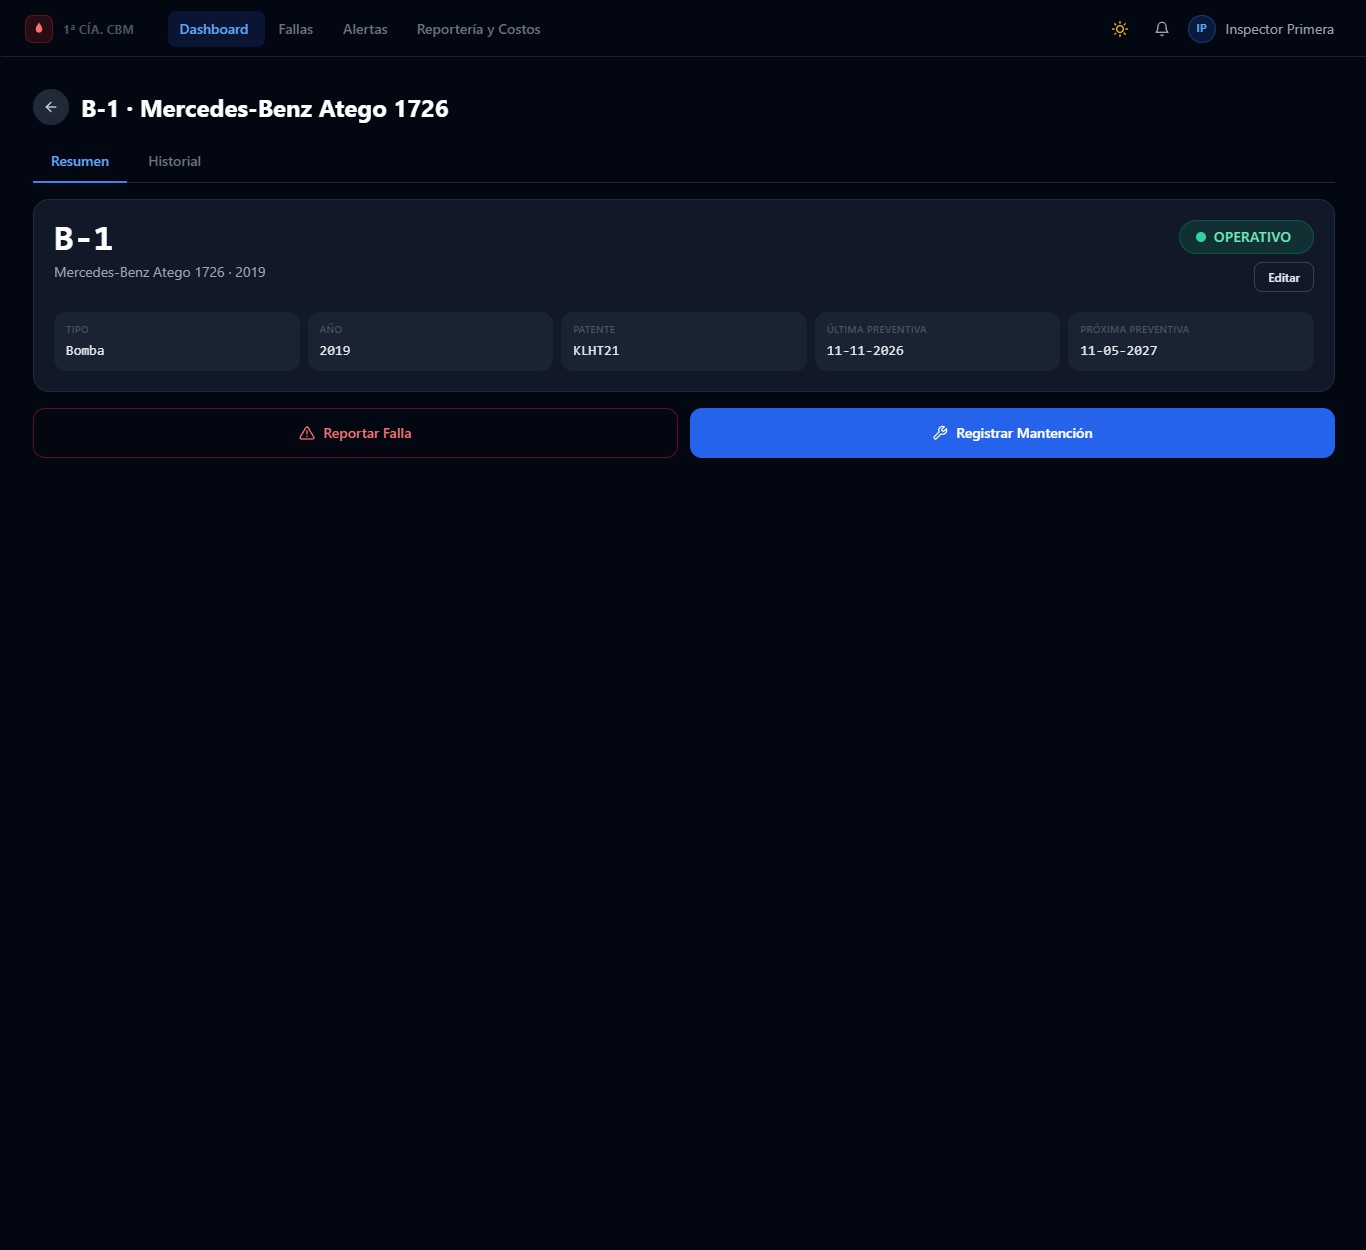 1ª CÍA. CBM Dashboard Fallas Alertas Reportería y Costos IP Inspector Primera
B-1 · Mercedes-Benz Atego 1726
Resumen Historial
B-1 OPERATIVO
Mercedes-Benz Atego 1726 · 2019 Editar
TIPO AÑO PATENTE ÚLTIMA PREVENTIVA PRÓXIMA PREVENTIVA
Bomba 2019 KLHT21 11-11-2026 11-05-2027
Reportar Falla Registrar Mantención